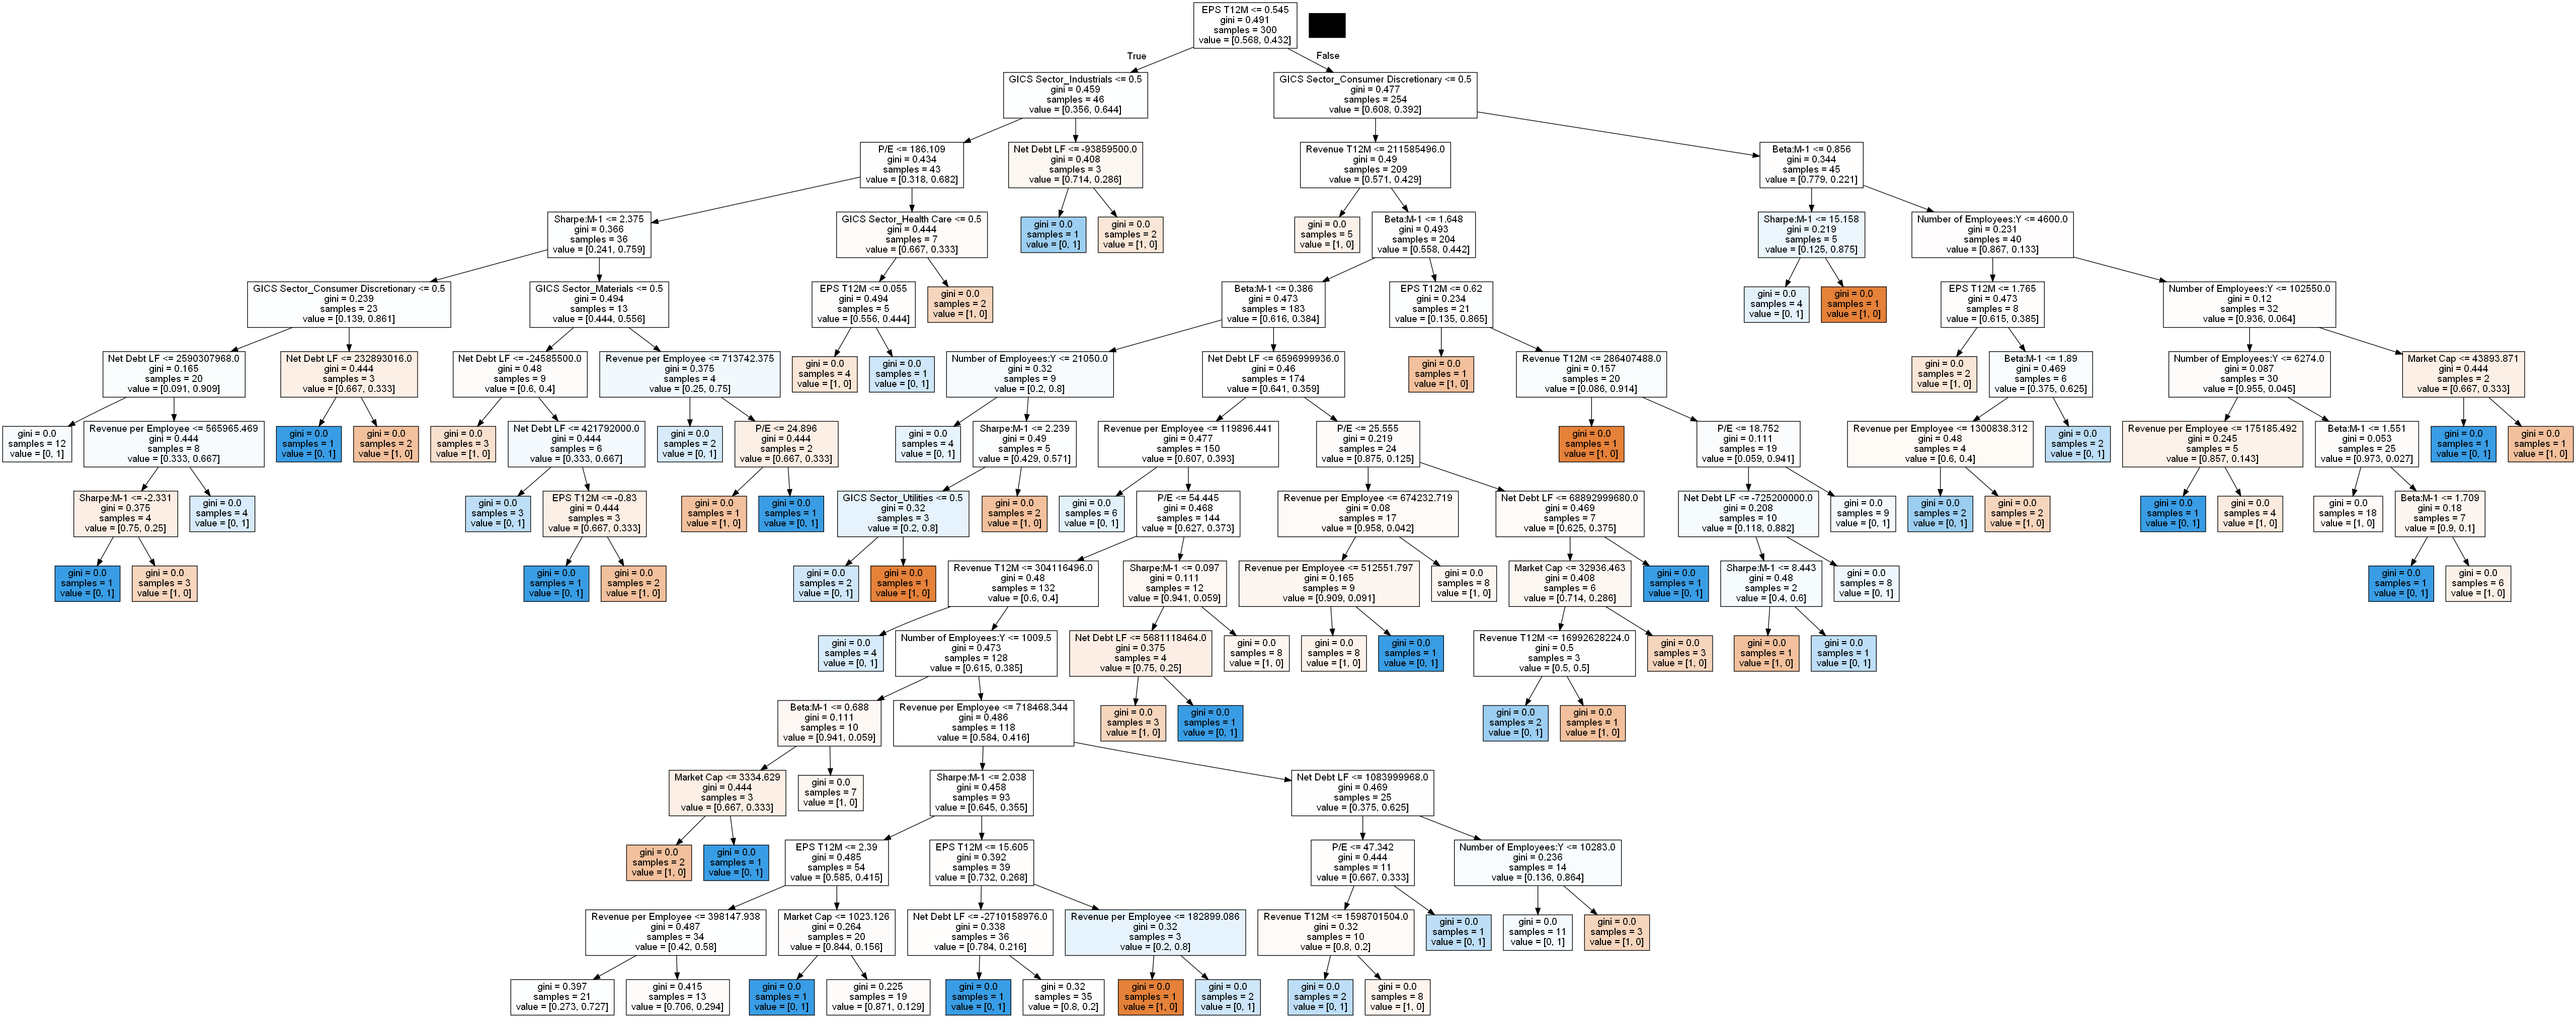 EPS T12M <= 0.545
gini = 0.491
samples = 300
value = [0.568, 0.432]
True
False
GICS Sector_Industrials <= 0.5
gini = 0.459
samples = 46
value = [0.356, 0.644]
GICS Sector_Consumer Discretionary <= 0.5
gini = 0.477
samples = 254
value = [0.608, 0.392]
P/E <= 186.109
gini = 0.434
samples = 43
value = [0.318, 0.682]
Net Debt LF <= -93859500.0
gini = 0.408
samples = 3
value = [0.714, 0.286]
Revenue T12M <= 211585496.0
gini = 0.49
samples = 209
value = [0.571, 0.429]
Beta:M-1 <= 0.856
gini = 0.344
samples = 45
value = [0.779, 0.221]
Sharpe:M-1 <= 2.375
gini = 0.366
samples = 36
value = [0.241, 0.759]
GICS Sector_Health Care <= 0.5
gini = 0.444
samples = 7
value = [0.667, 0.333]
gini = 0.0
samples = 1
value = [0, 1]
gini = 0.0
samples = 2
value = [1, 0]
gini = 0.0
samples = 5
value = [1, 0]
Beta:M-1 <= 1.648
gini = 0.493
samples = 204
value = [0.558, 0.442]
Sharpe:M-1 <= 15.158
gini = 0.219
samples = 5
value = [0.125, 0.875]
Number of Employees:Y <= 4600.0
gini = 0.231
samples = 40
value = [0.867, 0.133]
GICS Sector_Consumer Discretionary <= 0.5
gini = 0.239
samples = 23
value = [0.139, 0.861]
GICS Sector_Materials <= 0.5
gini = 0.494
samples = 13
value = [0.444, 0.556]
EPS T12M <= 0.055
gini = 0.494
samples = 5
value = [0.556, 0.444]
gini = 0.0
samples = 2
value = [1, 0]
Beta:M-1 <= 0.386
gini = 0.473
samples = 183
value = [0.616, 0.384]
EPS T12M <= 0.62
gini = 0.234
samples = 21
value = [0.135, 0.865]
gini = 0.0
samples = 4
value = [0, 1]
gini = 0.0
samples = 1
value = [1, 0]
EPS T12M <= 1.765
gini = 0.473
samples = 8
value = [0.615, 0.385]
Number of Employees:Y <= 102550.0
gini = 0.12
samples = 32
value = [0.936, 0.064]
Net Debt LF <= 2590307968.0
gini = 0.165
samples = 20
value = [0.091, 0.909]
Net Debt LF <= 232893016.0
gini = 0.444
samples = 3
value = [0.667, 0.333]
Net Debt LF <= -24585500.0
gini = 0.48
samples = 9
value = [0.6, 0.4]
Revenue per Employee <= 713742.375
gini = 0.375
samples = 4
value = [0.25, 0.75]
gini = 0.0
samples = 4
value = [1, 0]
gini = 0.0
samples = 1
value = [0, 1]
Number of Employees:Y <= 21050.0
gini = 0.32
samples = 9
value = [0.2, 0.8]
Net Debt LF <= 6596999936.0
gini = 0.46
samples = 174
value = [0.641, 0.359]
gini = 0.0
samples = 1
value = [1, 0]
Revenue T12M <= 286407488.0
gini = 0.157
samples = 20
value = [0.086, 0.914]
gini = 0.0
samples = 2
value = [1, 0]
Beta:M-1 <= 1.89
gini = 0.469
samples = 6
value = [0.375, 0.625]
Number of Employees:Y <= 6274.0
gini = 0.087
samples = 30
value = [0.955, 0.045]
Market Cap <= 43893.871
gini = 0.444
samples = 2
value = [0.667, 0.333]
gini = 0.0
samples = 12
value = [0, 1]
Revenue per Employee <= 565965.469
gini = 0.444
samples = 8
value = [0.333, 0.667]
gini = 0.0
samples = 1
value = [0, 1]
gini = 0.0
samples = 2
value = [1, 0]
gini = 0.0
samples = 3
value = [1, 0]
Net Debt LF <= 421792000.0
gini = 0.444
samples = 6
value = [0.333, 0.667]
gini = 0.0
samples = 2
value = [0, 1]
P/E <= 24.896
gini = 0.444
samples = 2
value = [0.667, 0.333]
gini = 0.0
samples = 4
value = [0, 1]
Sharpe:M-1 <= 2.239
gini = 0.49
samples = 5
value = [0.429, 0.571]
Revenue per Employee <= 119896.441
gini = 0.477
samples = 150
value = [0.607, 0.393]
P/E <= 25.555
gini = 0.219
samples = 24
value = [0.875, 0.125]
gini = 0.0
samples = 1
value = [1, 0]
P/E <= 18.752
gini = 0.111
samples = 19
value = [0.059, 0.941]
Revenue per Employee <= 1300838.312
gini = 0.48
samples = 4
value = [0.6, 0.4]
gini = 0.0
samples = 2
value = [0, 1]
Revenue per Employee <= 175185.492
gini = 0.245
samples = 5
value = [0.857, 0.143]
Beta:M-1 <= 1.551
gini = 0.053
samples = 25
value = [0.973, 0.027]
gini = 0.0
samples = 1
value = [0, 1]
gini = 0.0
samples = 1
value = [1, 0]
Sharpe:M-1 <= -2.331
gini = 0.375
samples = 4
value = [0.75, 0.25]
gini = 0.0
samples = 4
value = [0, 1]
gini = 0.0
samples = 3
value = [0, 1]
EPS T12M <= -0.83
gini = 0.444
samples = 3
value = [0.667, 0.333]
gini = 0.0
samples = 1
value = [1, 0]
gini = 0.0
samples = 1
value = [0, 1]
GICS Sector_Utilities <= 0.5
gini = 0.32
samples = 3
value = [0.2, 0.8]
gini = 0.0
samples = 2
value = [1, 0]
gini = 0.0
samples = 6
value = [0, 1]
P/E <= 54.445
gini = 0.468
samples = 144
value = [0.627, 0.373]
Revenue per Employee <= 674232.719
gini = 0.08
samples = 17
value = [0.958, 0.042]
Net Debt LF <= 68892999680.0
gini = 0.469
samples = 7
value = [0.625, 0.375]
Net Debt LF <= -725200000.0
gini = 0.208
samples = 10
value = [0.118, 0.882]
gini = 0.0
samples = 9
value = [0, 1]
gini = 0.0
samples = 2
value = [0, 1]
gini = 0.0
samples = 2
value = [1, 0]
gini = 0.0
samples = 1
value = [0, 1]
gini = 0.0
samples = 4
value = [1, 0]
gini = 0.0
samples = 18
value = [1, 0]
Beta:M-1 <= 1.709
gini = 0.18
samples = 7
value = [0.9, 0.1]
gini = 0.0
samples = 1
value = [0, 1]
gini = 0.0
samples = 3
value = [1, 0]
gini = 0.0
samples = 1
value = [0, 1]
gini = 0.0
samples = 2
value = [1, 0]
gini = 0.0
samples = 2
value = [0, 1]
gini = 0.0
samples = 1
value = [1, 0]
Revenue T12M <= 304116496.0
gini = 0.48
samples = 132
value = [0.6, 0.4]
Sharpe:M-1 <= 0.097
gini = 0.111
samples = 12
value = [0.941, 0.059]
Revenue per Employee <= 512551.797
gini = 0.165
samples = 9
value = [0.909, 0.091]
gini = 0.0
samples = 8
value = [1, 0]
Market Cap <= 32936.463
gini = 0.408
samples = 6
value = [0.714, 0.286]
gini = 0.0
samples = 1
value = [0, 1]
Sharpe:M-1 <= 8.443
gini = 0.48
samples = 2
value = [0.4, 0.6]
gini = 0.0
samples = 8
value = [0, 1]
gini = 0.0
samples = 1
value = [0, 1]
gini = 0.0
samples = 6
value = [1, 0]
gini = 0.0
samples = 4
value = [0, 1]
Number of Employees:Y <= 1009.5
gini = 0.473
samples = 128
value = [0.615, 0.385]
Net Debt LF <= 5681118464.0
gini = 0.375
samples = 4
value = [0.75, 0.25]
gini = 0.0
samples = 8
value = [1, 0]
gini = 0.0
samples = 8
value = [1, 0]
gini = 0.0
samples = 1
value = [0, 1]
Revenue T12M <= 16992628224.0
gini = 0.5
samples = 3
value = [0.5, 0.5]
gini = 0.0
samples = 3
value = [1, 0]
gini = 0.0
samples = 1
value = [1, 0]
gini = 0.0
samples = 1
value = [0, 1]
Beta:M-1 <= 0.688
gini = 0.111
samples = 10
value = [0.941, 0.059]
Revenue per Employee <= 718468.344
gini = 0.486
samples = 118
value = [0.584, 0.416]
gini = 0.0
samples = 3
value = [1, 0]
gini = 0.0
samples = 1
value = [0, 1]
gini = 0.0
samples = 2
value = [0, 1]
gini = 0.0
samples = 1
value = [1, 0]
Market Cap <= 3334.629
gini = 0.444
samples = 3
value = [0.667, 0.333]
gini = 0.0
samples = 7
value = [1, 0]
Sharpe:M-1 <= 2.038
gini = 0.458
samples = 93
value = [0.645, 0.355]
Net Debt LF <= 1083999968.0
gini = 0.469
samples = 25
value = [0.375, 0.625]
gini = 0.0
samples = 2
value = [1, 0]
gini = 0.0
samples = 1
value = [0, 1]
EPS T12M <= 2.39
gini = 0.485
samples = 54
value = [0.585, 0.415]
EPS T12M <= 15.605
gini = 0.392
samples = 39
value = [0.732, 0.268]
P/E <= 47.342
gini = 0.444
samples = 11
value = [0.667, 0.333]
Number of Employees:Y <= 10283.0
gini = 0.236
samples = 14
value = [0.136, 0.864]
Revenue per Employee <= 398147.938
gini = 0.487
samples = 34
value = [0.42, 0.58]
Market Cap <= 1023.126
gini = 0.264
samples = 20
value = [0.844, 0.156]
Net Debt LF <= -2710158976.0
gini = 0.338
samples = 36
value = [0.784, 0.216]
Revenue per Employee <= 182899.086
gini = 0.32
samples = 3
value = [0.2, 0.8]
Revenue T12M <= 1598701504.0
gini = 0.32
samples = 10
value = [0.8, 0.2]
gini = 0.0
samples = 1
value = [0, 1]
gini = 0.0
samples = 11
value = [0, 1]
gini = 0.0
samples = 3
value = [1, 0]
gini = 0.397
samples = 21
value = [0.273, 0.727]
gini = 0.415
samples = 13
value = [0.706, 0.294]
gini = 0.0
samples = 1
value = [0, 1]
gini = 0.225
samples = 19
value = [0.871, 0.129]
gini = 0.0
samples = 1
value = [0, 1]
gini = 0.32
samples = 35
value = [0.8, 0.2]
gini = 0.0
samples = 1
value = [1, 0]
gini = 0.0
samples = 2
value = [0, 1]
gini = 0.0
samples = 2
value = [0, 1]
gini = 0.0
samples = 8
value = [1, 0]